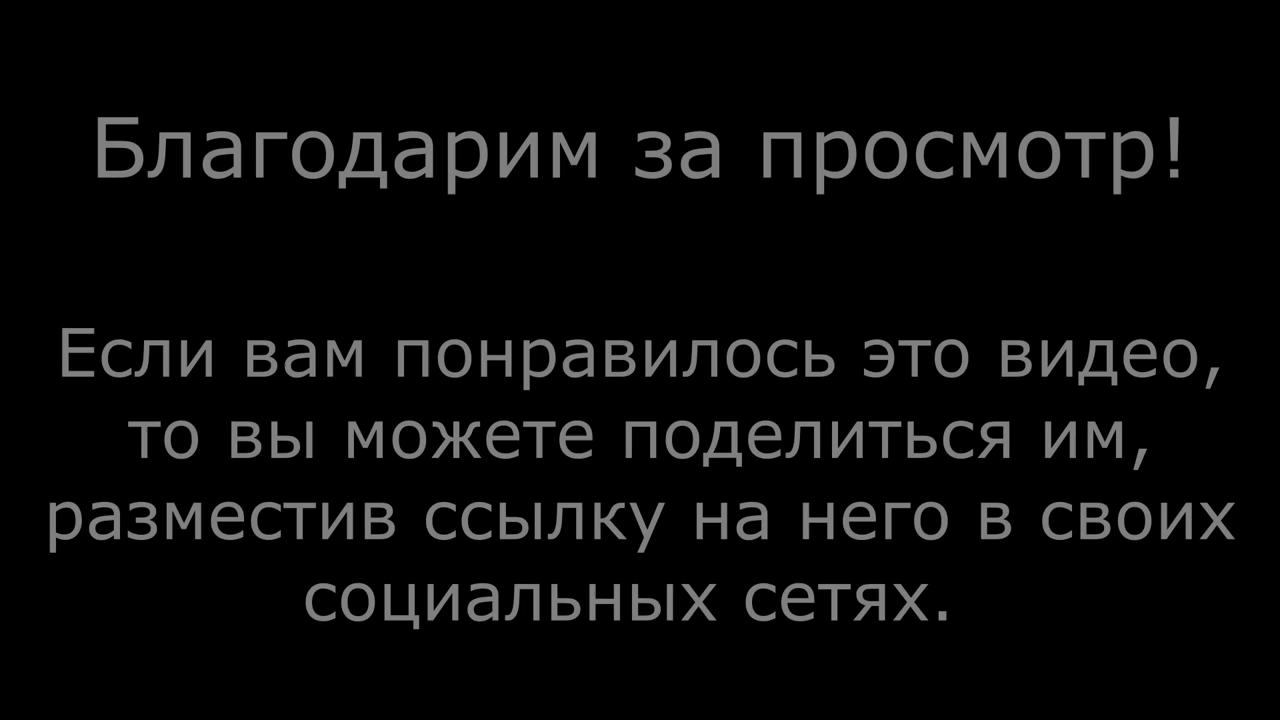 Благодарим за просмотр!
Если вам понравилось это видео,
то вы можете поделиться им,
разместив ссылку на него в своих
социальных сетях.